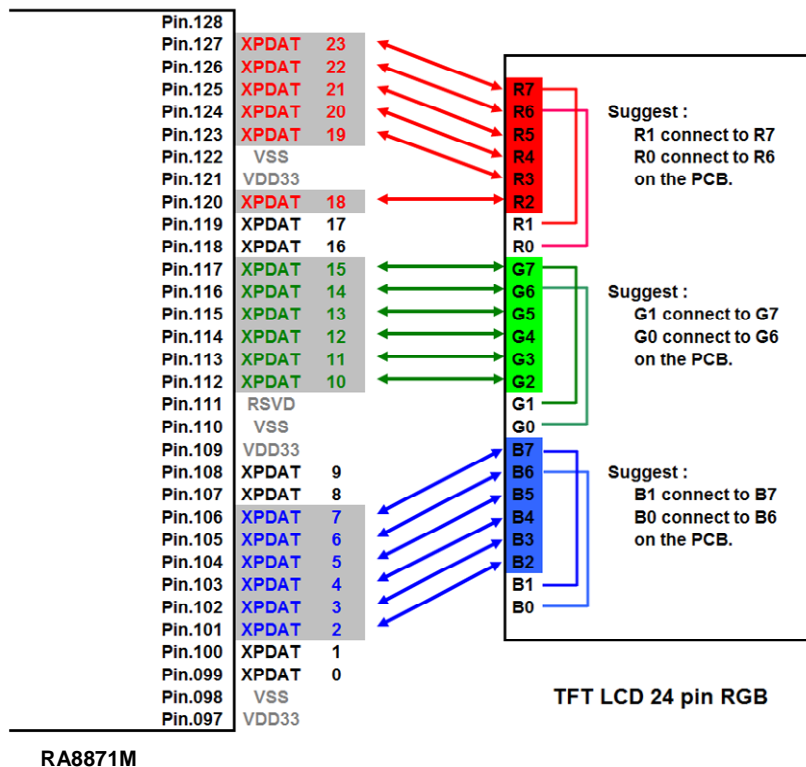 Pin.128
Pin.127 XPDAT 23
Pin.126 XPDAT 22
Pin.125 XPDAT 21
Pin.124 XPDAT 20
Pin.123 XPDAT 19
Pin.122 VSS
Pin.121 VDD33
Pin.120 XPDAT 18
Pin.119 XPDAT 17
Pin.118 XPDAT 16
Pin.117 XPDAT 15
Pin.116 XPDAT 14
Pin.115 XPDAT 13
Pin.114 XPDAT 12
Pin.113 XPDAT 11
Pin.112 XPDAT 10
Pin.111 RSVD
Pin.110 VSS
Pin.109 VDD33
Pin.108 XPDAT 9
Pin.107 XPDAT 8
Pin.106 XPDAT 7
Pin.105 XPDAT 6
Pin.104 XPDAT 5
Pin.103 XPDAT 4
Pin.102 XPDAT 3
Pin.101 XPDAT 2
Pin.100 XPDAT 1
Pin.099 XPDAT 0
Pin.098 VSS
Pin.097 VDD33
RA8871M
R7
R6
R5
R4
R3
R2
R1
R0
G7
G6
G5
G4
G3
G2
G1
G0
B7
B6
B5
B4
B3
B2
B1
B0
Suggest :
R1 connect to R7
R0 connect to R6
on the PCB.
Suggest :
G1 connect to G7
G0 connect to G6
on the PCB.
Suggest :
B1 connect to B7
B0 connect to B6
on the PCB.
TFT LCD 24 pin RGB